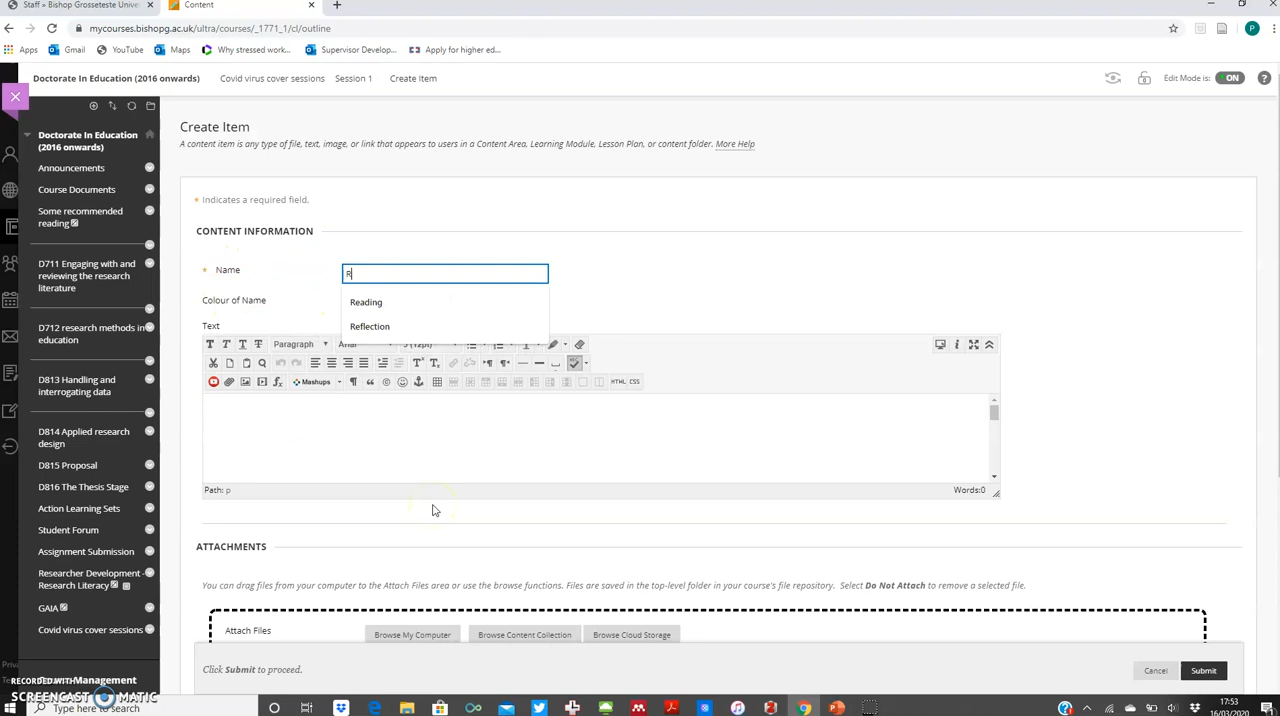 Staff » Bishop Grosseteste Unive
Content
mycourses.bishopg.ac.uk/ultra/courses/_1771_1/cl/outline
Apps
Gmail
YouTube
Maps
Why stressed work...
Supervisor Develop...
Apply for higher ed...
Doctorate In Education (2016 onwards)
Covid virus cover sessions
Session 1
Create Item
Edit Mode is:
ON
Doctorate In Education
(2016 onwards)
Announcements
Course Documents
Some recommended
reading
D711 Engaging with and
reviewing the research
literature
D712 research methods in
education
D813 Handling and
interrogating data
D814 Applied research
design
D815 Proposal
D816 The Thesis Stage
Action Learning Sets
Student Forum
Assignment Submission
Researcher Development -
Research Literacy
GAIA
Covid virus cover sessions
Create Item
A content item is any type of file, text, image, or link that appears to users in a Content Area, Learning Module, Lesson Plan, or content folder. More Help
* Indicates a required field.
CONTENT INFORMATION
* Name
R
Colour of Name
Reading
Reflection
Text
Paragraph
Mashups
HTML CSS
Path: p
Words:0
ATTACHMENTS
You can drag files from your computer to the Attach Files area or use the browse functions. Files are saved in the top-level folder in your course's file repository. Select Do Not Attach to remove a selected file.
Attach Files
Browse My Computer
Browse Content Collection
Browse Cloud Storage
Click Submit to proceed.
Cancel
Submit
RECORDED WITH
Management
SCREENCAST MATIC
Type here to search
17:53
16/03/2020